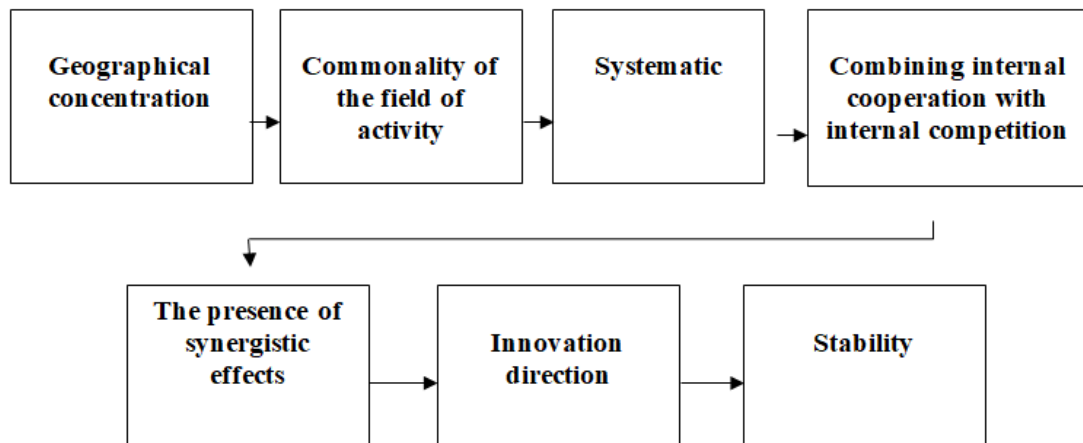 Geographical
concentration
Commonality of
the field of
activity
Systematic
Combining internal
cooperation with
internal competition
The presence of
synergistic
effects
Innovation
direction
Stability